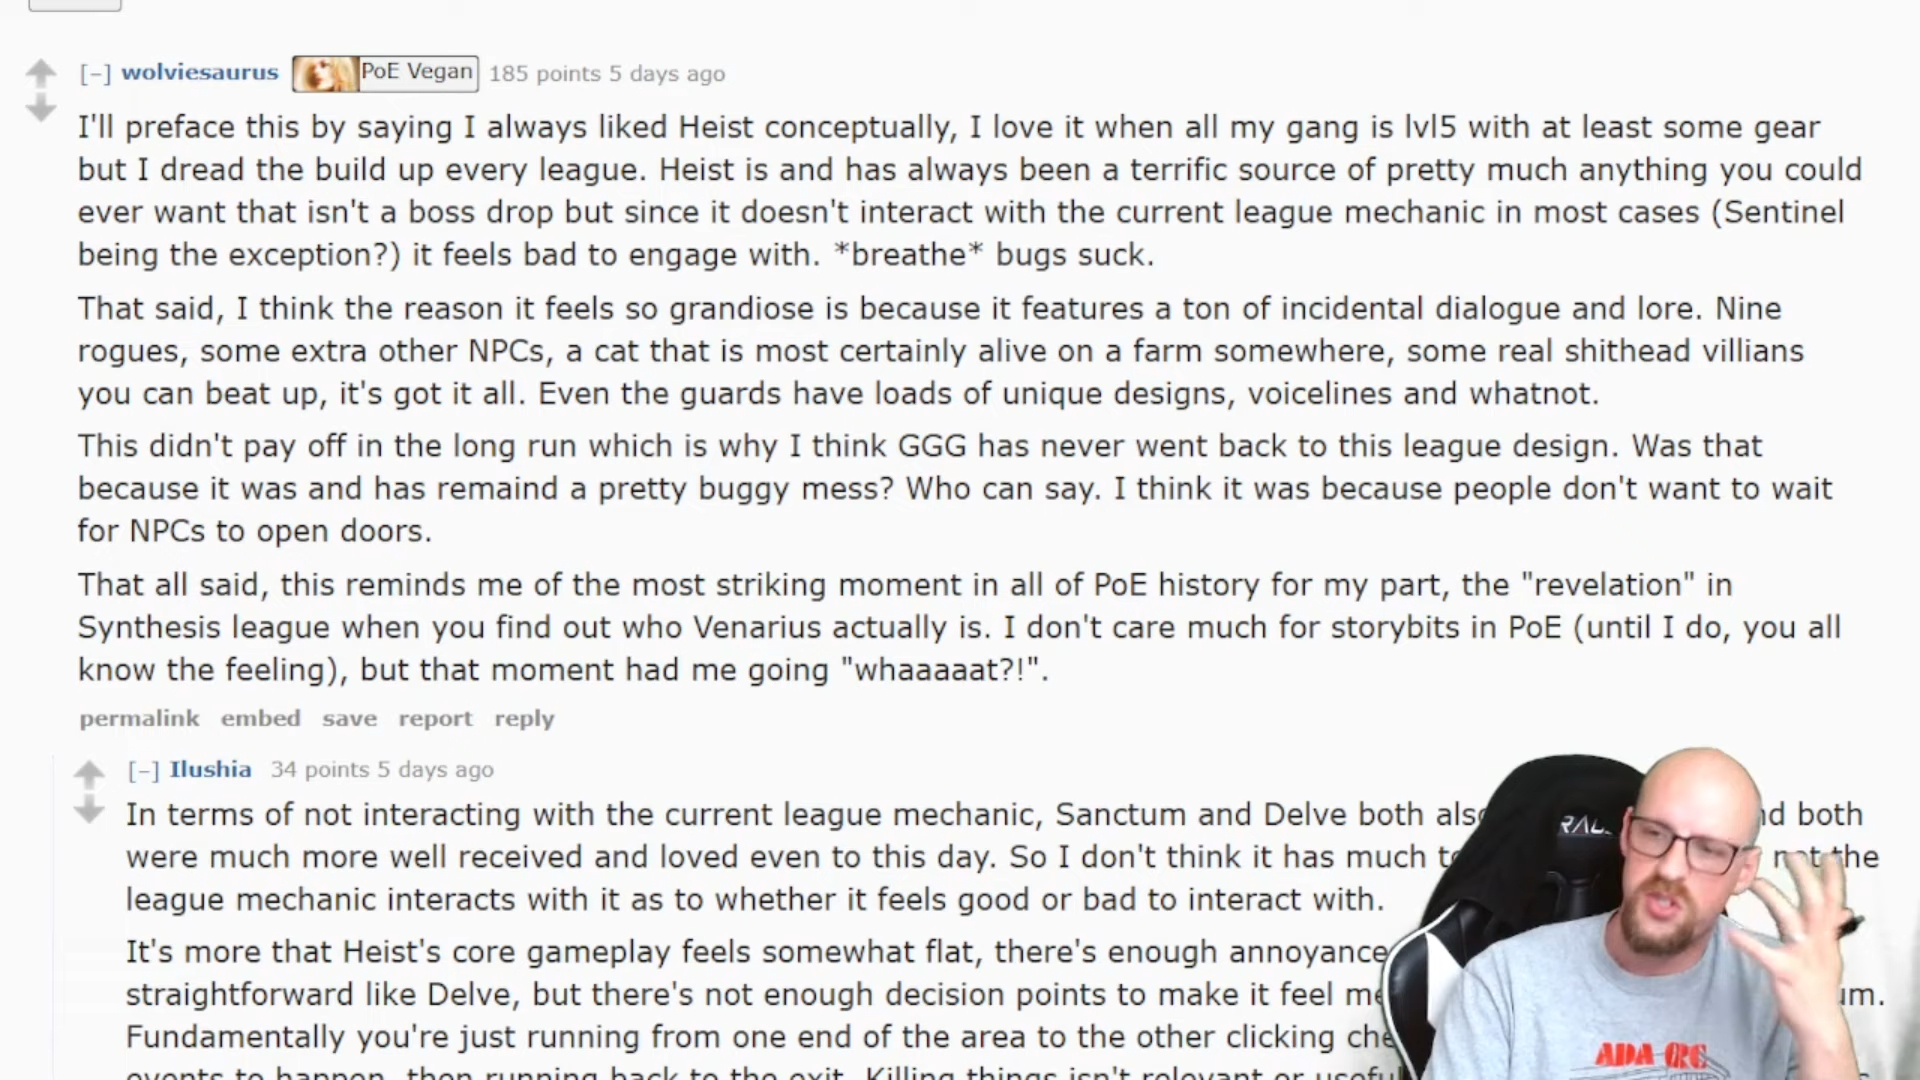 [-] wolviesaurus PoE Vegan 185 points 5 days ago
I'll preface this by saying I always liked Heist conceptually, I love it when all my gang is lvl5 with at least some gear
but I dread the build up every league. Heist is and has always been a terrific source of pretty much anything you could
ever want that isn't a boss drop but since it doesn't interact with the current league mechanic in most cases (Sentinel
being the exception?) it feels bad to engage with. *breathe* bugs suck.
That said, I think the reason it feels so grandiose is because it features a ton of incidental dialogue and lore. Nine
rogues, some extra other NPCs, a cat that is most certainly alive on a farm somewhere, some real shithead villians
you can beat up, it's got it all. Even the guards have loads of unique designs, voicelines and whatnot.
This didn't pay off in the long run which is why I think GGG has never went back to this league design. Was that
because it was and has remaind a pretty buggy mess? Who can say. I think it was because people don't want to wait
for NPCs to open doors.
That all said, this reminds me of the most striking moment in all of PoE history for my part, the "revelation" in
Synthesis league when you find out who Venarius actually is. I don't care much for storybits in PoE (until I do, you all
know the feeling), but that moment had me going "whaaaaat?!".
permalink embed save report reply
[-] Ilushia 34 points 5 days ago
In terms of not interacting with the current league mechanic, Sanctum and Delve both both
were much more well received and loved even to this day. So I don't think it has much not the
league mechanic interacts with it as to whether it feels good or bad to interact with.
It's more that Heist's core gameplay feels somewhat flat, there's enough annoyance
straightforward like Delve, but there's not enough decision points to make it feel
Fundamentally you're just running from one end of the area to the other clicking
events to happen, then running back to the exit. Killing things isn't relevant or